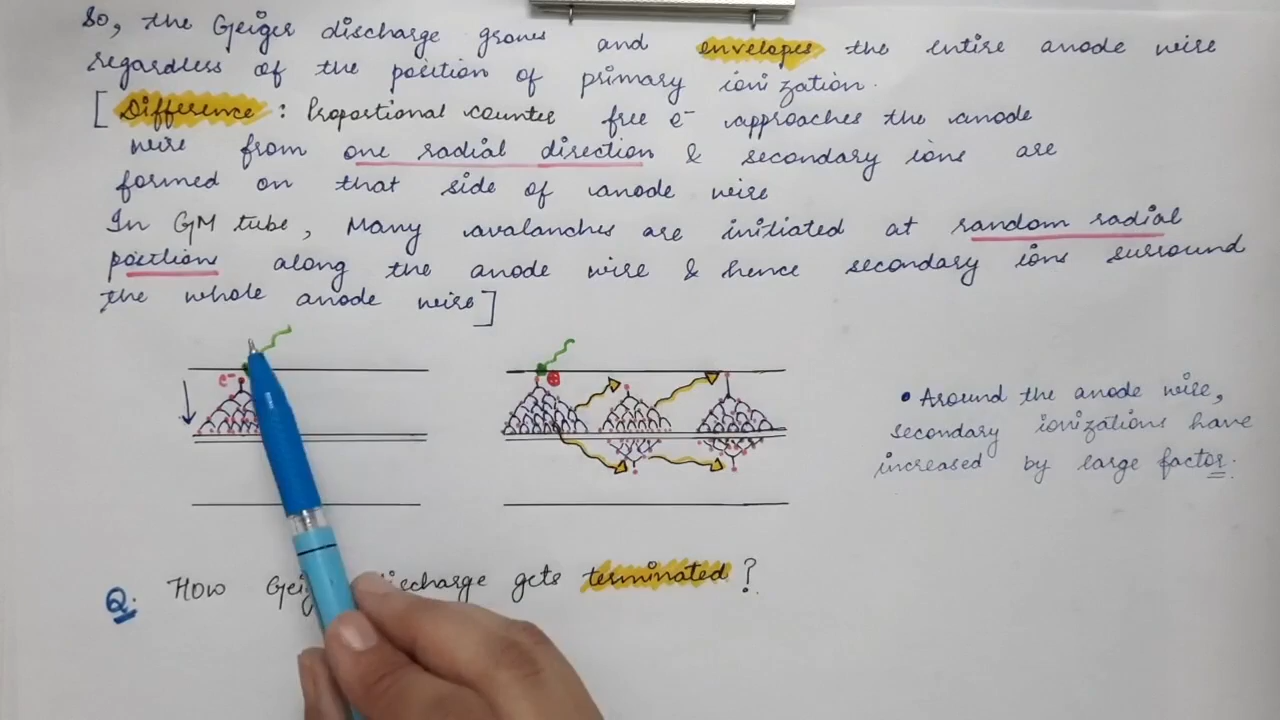 So, the Geiger discharge grows and envelopes the entire anode wire
regardless of the position of primary ionization.
[ Difference : Proportional counter free e⁻ approaches the anode
wire from one radial direction & secondary ions are
formed on that side of anode wire
In GM tube, Many avalanches are initiated at random radial
positions along the anode wire & hence secondary ions surround
the whole anode wire]
e⁻
⊕
• Around the anode wire,
secondary ionizations have
increased by large factor.
Q. How discharge gets terminated ?